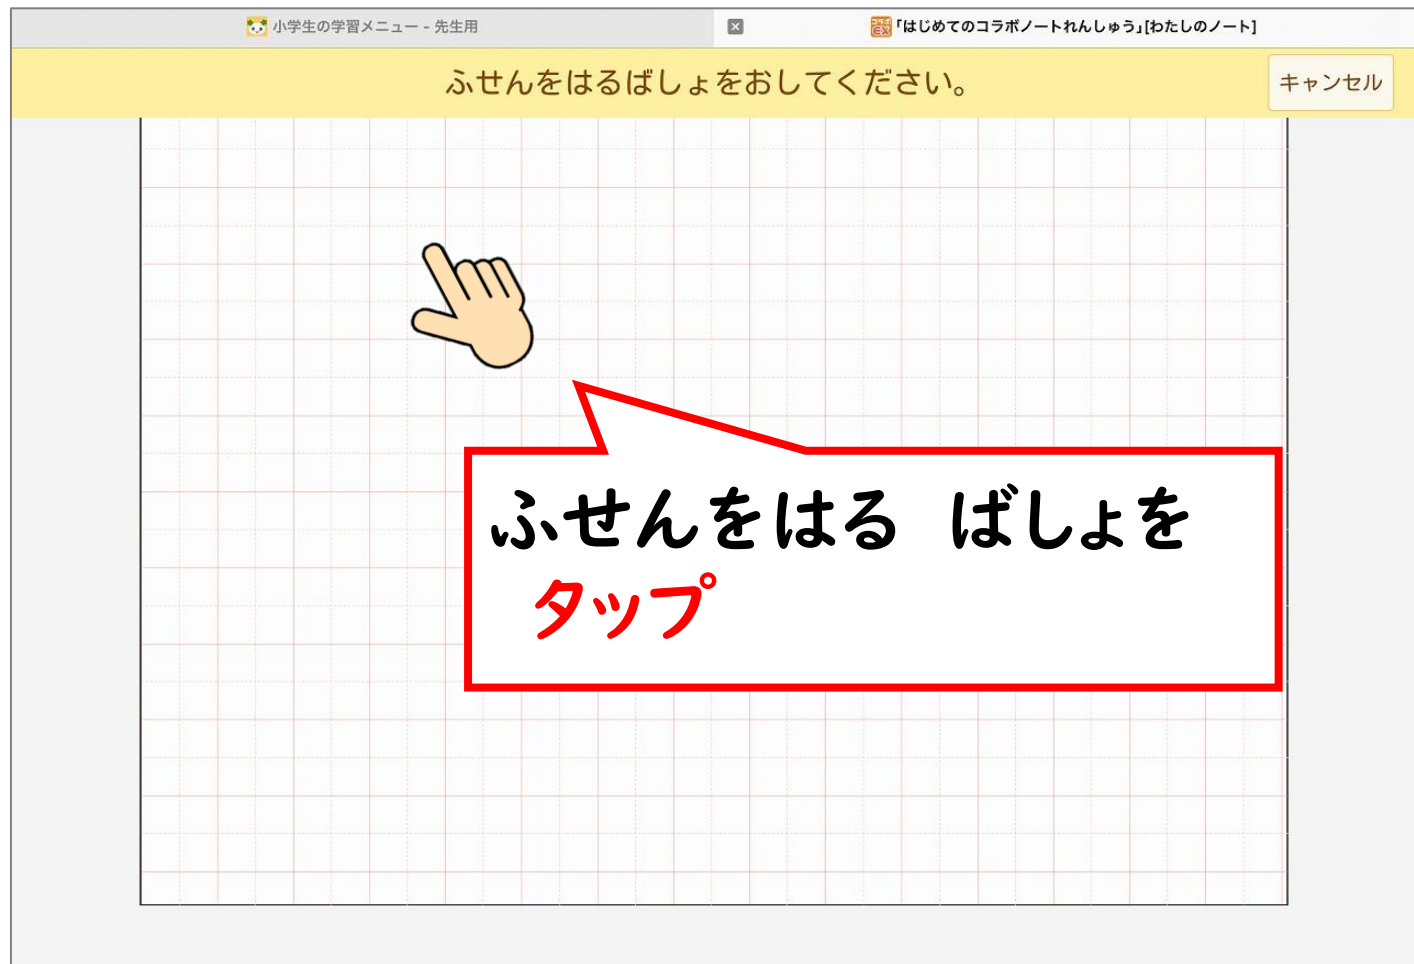 小学生の学習メニュー - 先生用
「はじめてのコラボノートれんしゅう」[わたしのノート]
ふせんをはるばしょをおしてください。
キャンセル
ふせんをはる ばしょを
タップ